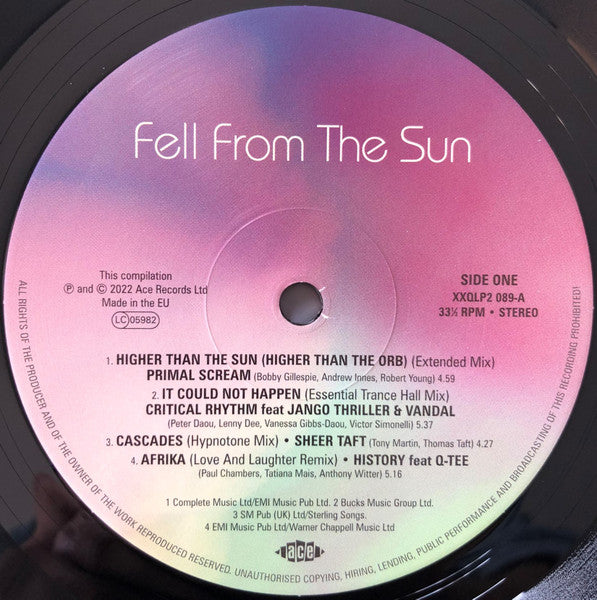 Fell From The Sun
This compilation
℗ and © 2022 Ace Records Ltd
Made in the EU
LC 05982
SIDE ONE
XXQLP2 089-A
33⅓ RPM • STEREO
1. HIGHER THAN THE SUN (HIGHER THAN THE ORB) (Extended Mix)
PRIMAL SCREAM (Bobby Gillespie, Andrew Innes, Robert Young) 4.59
2. IT COULD NOT HAPPEN (Essential Trance Hall Mix)
CRITICAL RHYTHM feat JANGO THRILLER & VANDAL
(Peter Daou, Lenny Dee, Vanessa Gibbs-Daou, Victor Simonelli) 5.37
3. CASCADES (Hypnotone Mix) • SHEER TAFT (Tony Martin, Thomas Taft) 4.27
4. AFRIKA (Love And Laughter Remix) • HISTORY feat Q-TEE
(Paul Chambers, Tatiana Mais, Anthony Witter) 5.16
1 Complete Music Ltd/EMI Music Pub Ltd. 2 Bucks Music Group Ltd.
3 SM Pub (UK) Ltd/Sterling Songs.
4 EMI Music Pub Ltd/Warner Chappell Music Ltd
ace
ALL RIGHTS OF THE PRODUCER AND OF THE OWNER OF THE WORK REPRODUCED RESERVED. UNAUTHORISED COPYING, HIRING, LENDING, PUBLIC PERFORMANCE AND BROADCASTING OF THIS RECORDING PROHIBITED!